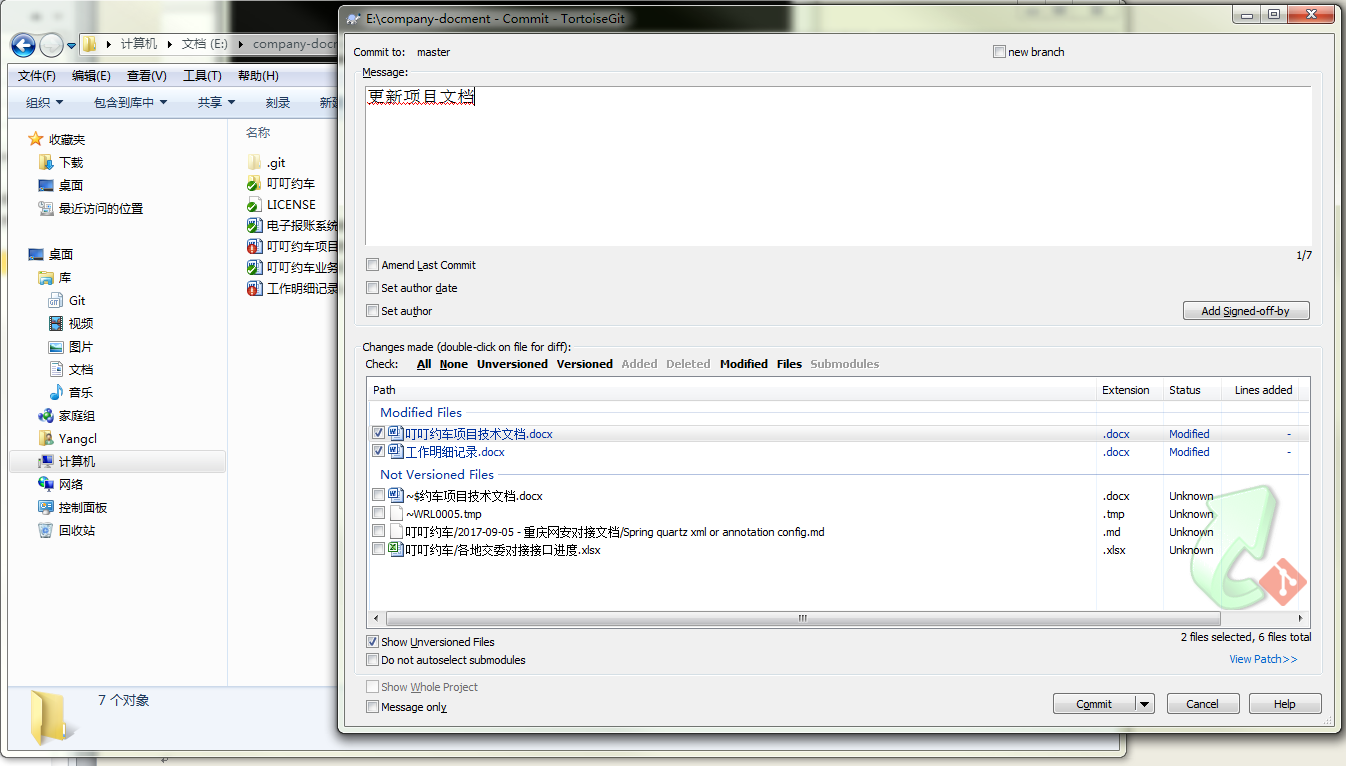 E:\company-docment - Commit - TortoiseGit
计算机 文档 (E:) company-docm
文件(F) 编辑(E) 查看(V) 工具(T) 帮助(H)
组织 包含到库中 共享 刻录 新建
收藏夹
下载
桌面
最近访问的位置
桌面
库
Git
视频
图片
文档
音乐
家庭组
Yangcl
计算机
网络
控制面板
回收站
名称
.git
叮叮约车
LICENSE
电子报账系统
叮叮约车项目
叮叮约车业务
工作明细记录
7 个对象
Commit to: master
new branch
Message:
更新项目文档
1/7
Amend Last Commit
Set author date
Set author
Add Signed-off-by
Changes made (double-click on file for diff):
Check: All None Unversioned Versioned Added Deleted Modified Files Submodules
Path Extension Status Lines added
Modified Files
叮叮约车项目技术文档.docx .docx Modified -
工作明细记录.docx .docx Modified -
Not Versioned Files
~$约车项目技术文档.docx .docx Unknown
~WRL0005.tmp .tmp Unknown
叮叮约车/2017-09-05 - 重庆网安对接文档/Spring quartz xml or annotation config.md .md Unknown
叮叮约车/各地交委对接接口进度.xlsx .xlsx Unknown
Show Unversioned Files
2 files selected, 6 files total
Do not autoselect submodules
View Patch>>
Show Whole Project
Message only
Commit Cancel Help